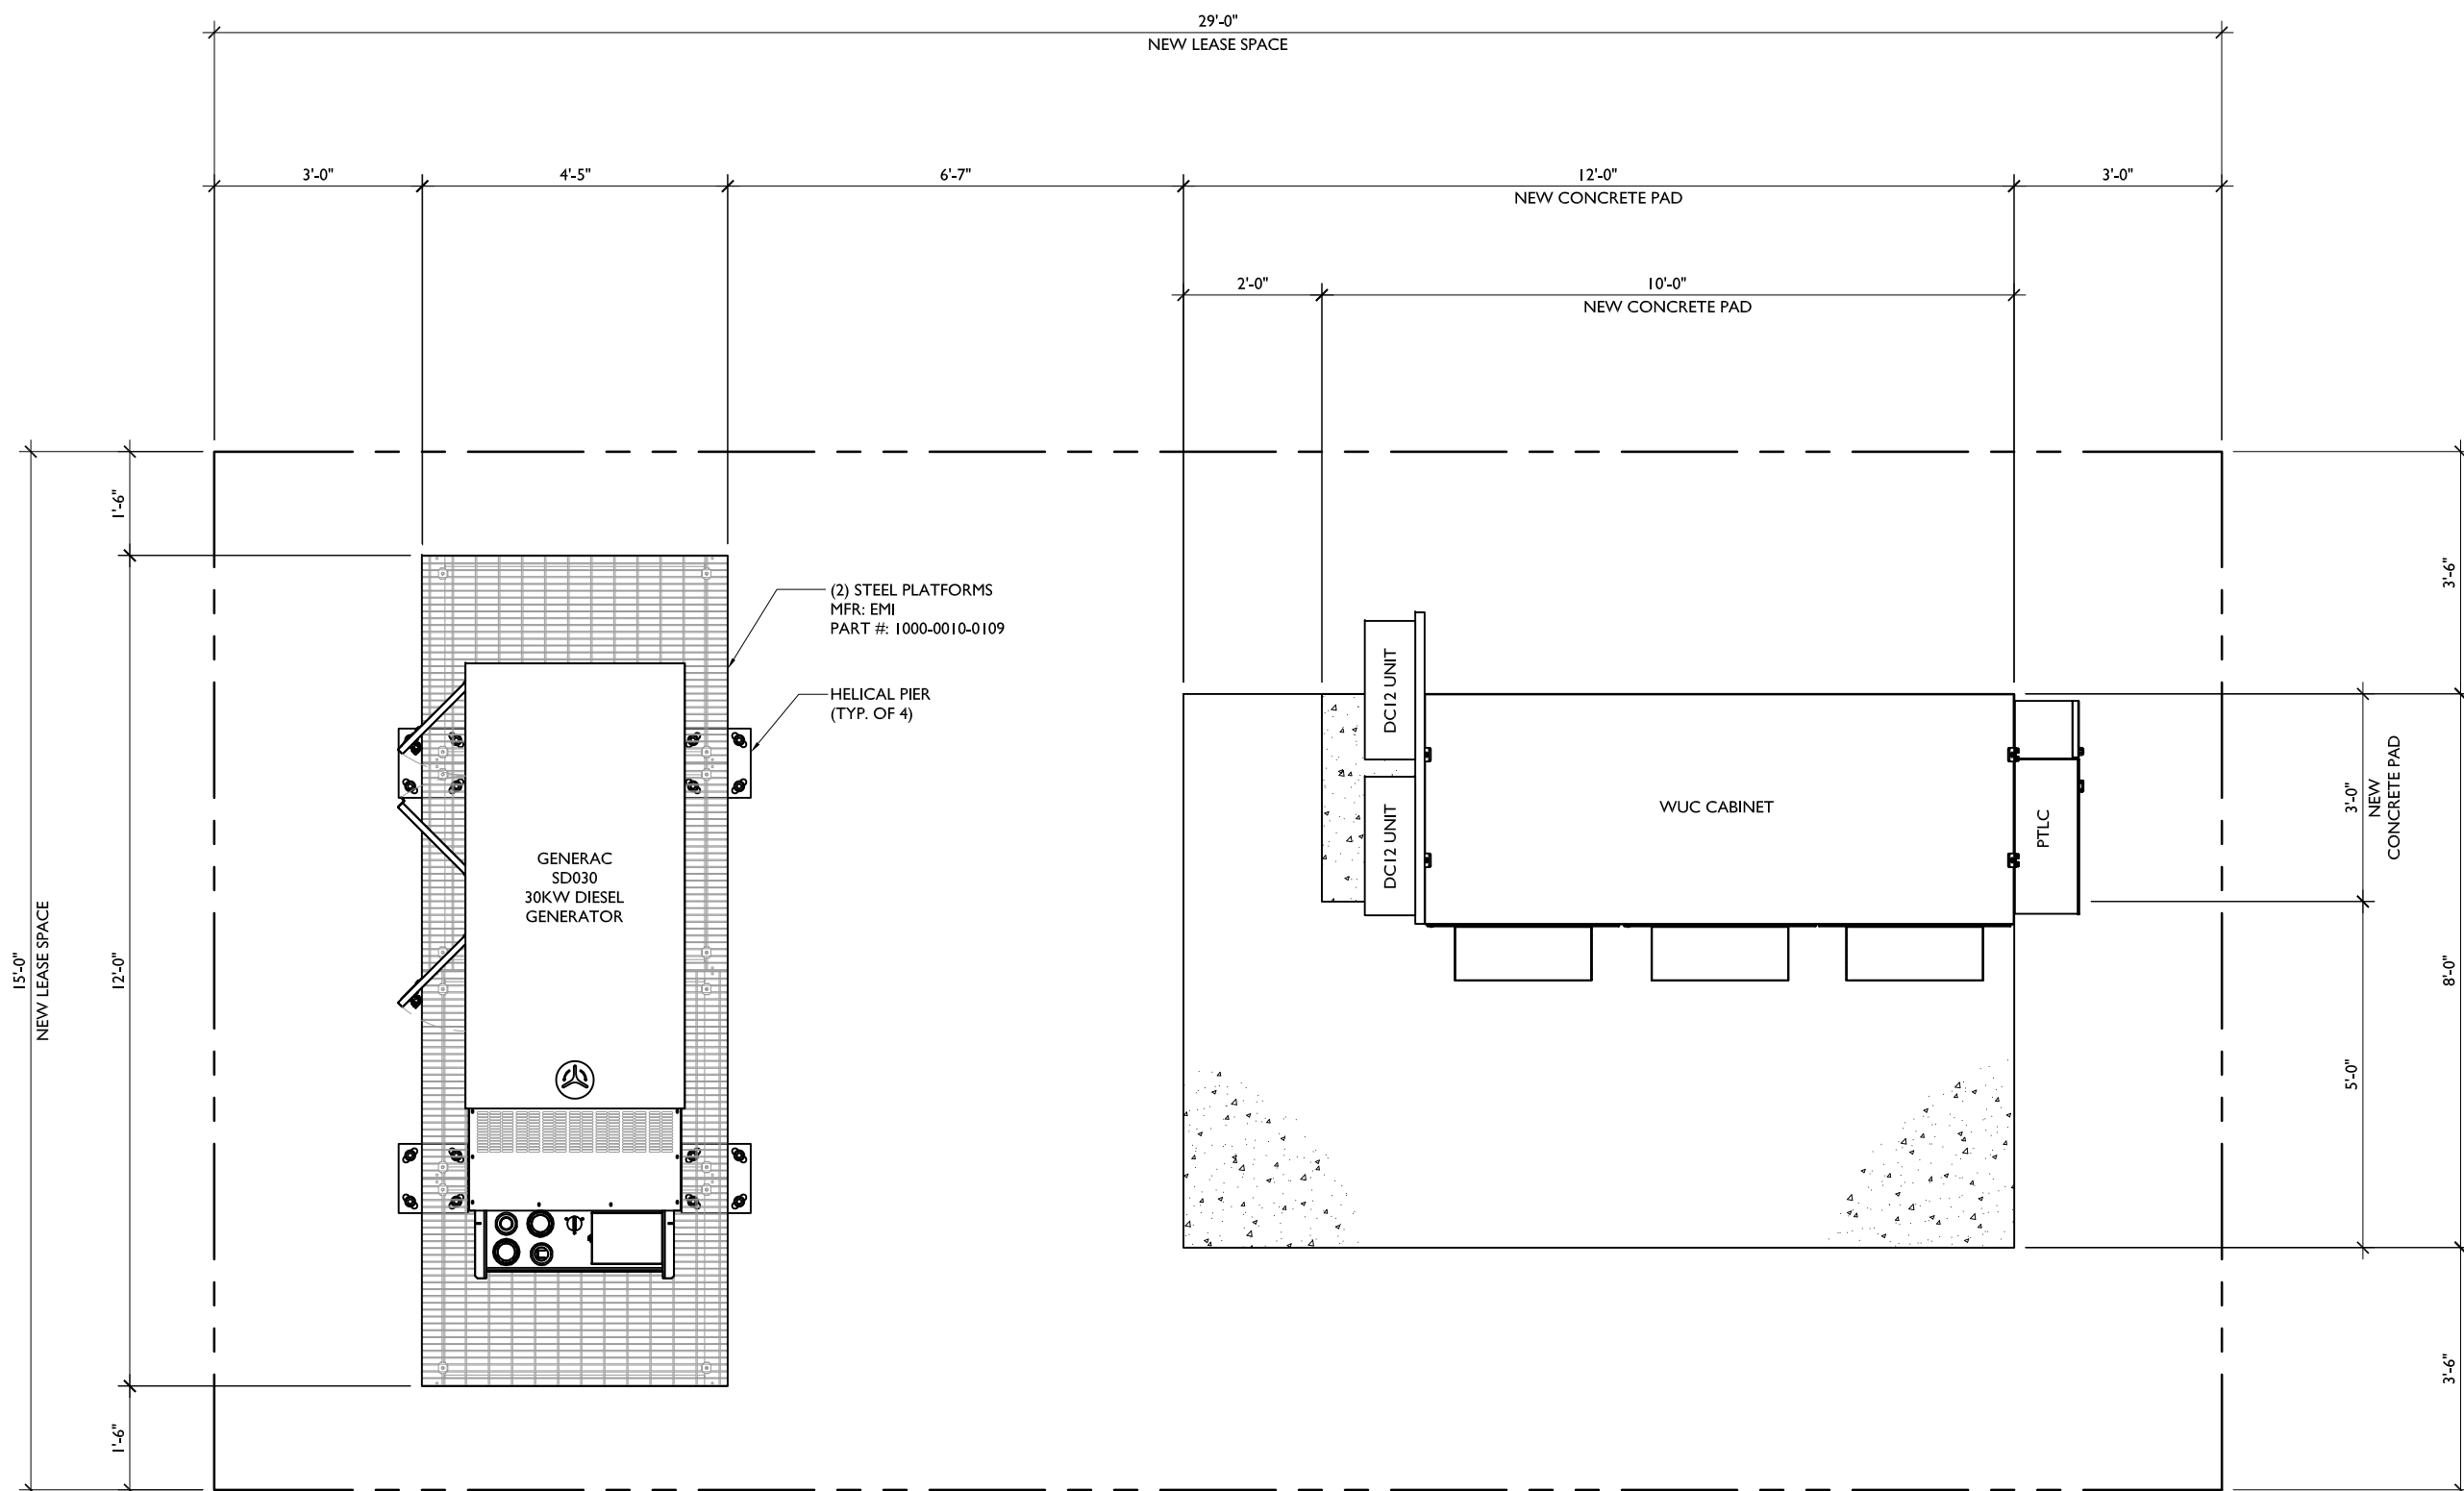 29'-0"
NEW LEASE SPACE
3'-0"
4'-5"
6'-7"
12'-0"
NEW CONCRETE PAD
3'-0"
2'-0"
10'-0"
NEW CONCRETE PAD
1'-6"
12'-0"
1'-6"
15'-0"
NEW LEASE SPACE
(2) STEEL PLATFORMS
MFR: EMI
PART #: 1000-0010-0109
HELICAL PIER
(TYP. OF 4)
GENERAC
SD030
30KW DIESEL
GENERATOR
DC12 UNIT
DC12 UNIT
WUC CABINET
PTLC
3'-0"
NEW
CONCRETE PAD
5'-0"
3'-6"
8'-0"
3'-6"